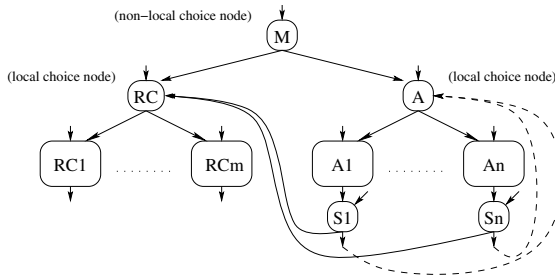 (non-local choice node)
M
(local choice node)
(local choice node)
RC
A
RC1
. . . . . . . .
RCm
A1
. . . . . . . .
An
S1
Sn